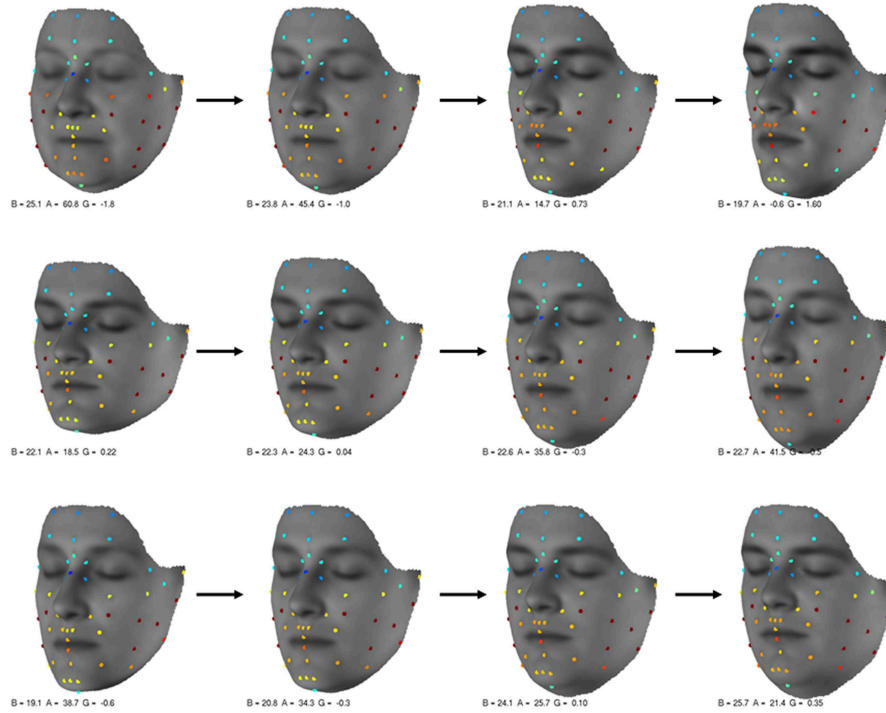 B = 25.1 A = 60.8 G = -1.8
B = 23.8 A = 45.4 G = -1.0
B = 21.1 A = 14.7 G = 0.73
B = 19.7 A = -0.6 G = 1.60
B = 22.1 A = 18.5 G = 0.22
B = 22.3 A = 24.3 G = 0.04
B = 22.6 A = 35.8 G = -0.3
B = 22.7 A = 41.5 G = -0.5
B = 19.1 A = 38.7 G = -0.6
B = 20.8 A = 34.3 G = -0.3
B = 24.1 A = 25.7 G = 0.10
B = 25.7 A = 21.4 G = 0.35